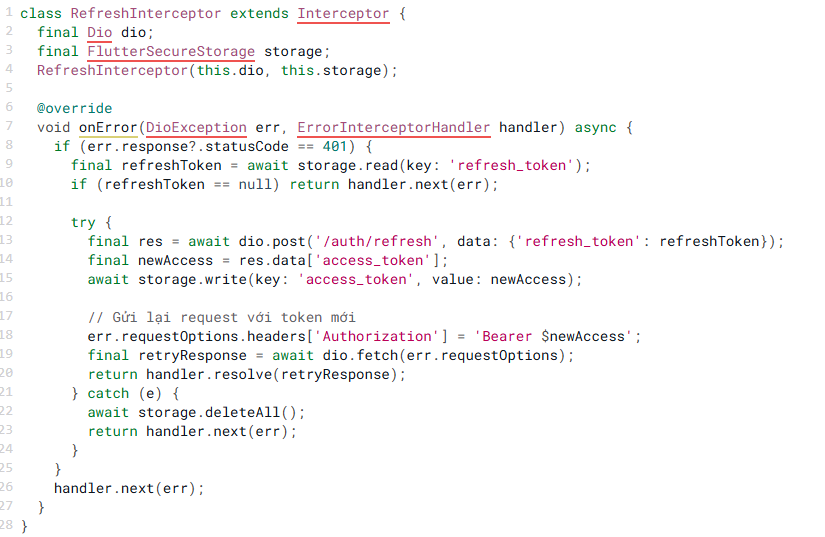 1 class RefreshInterceptor extends Interceptor {
2   final Dio dio;
3   final FlutterSecureStorage storage;
4   RefreshInterceptor(this.dio, this.storage);
5
6   @override
7   void onError(DioException err, ErrorInterceptorHandler handler) async {
8     if (err.response?.statusCode == 401) {
9       final refreshToken = await storage.read(key: 'refresh_token');
10       if (refreshToken == null) return handler.next(err);
11
12       try {
13         final res = await dio.post('/auth/refresh', data: {'refresh_token': refreshToken});
14         final newAccess = res.data['access_token'];
15         await storage.write(key: 'access_token', value: newAccess);
16
17         // Gửi lại request với token mới
18         err.requestOptions.headers['Authorization'] = 'Bearer $newAccess';
19         final retryResponse = await dio.fetch(err.requestOptions);
20         return handler.resolve(retryResponse);
21       } catch (e) {
22         await storage.deleteAll();
23         return handler.next(err);
24       }
25     }
26     handler.next(err);
27   }
28 }